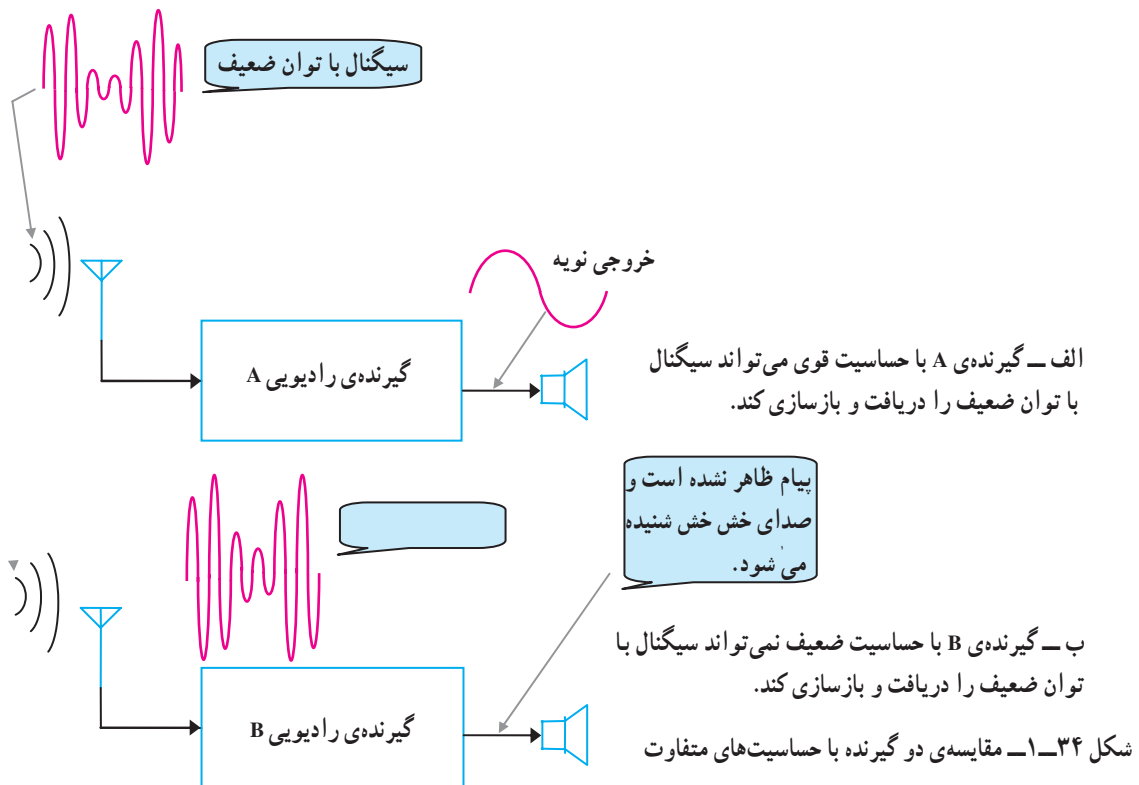 سیگنال با توان ضعیف
خروجی نویه
گیرنده‌ی رادیویی A
الف ــ گیرنده‌ی A با حساسیت قوی می‌تواند سیگنال
با توان ضعیف را دریافت و بازسازی کند.
پیام ظاهر نشده است و
صدای خش خش شنیده
می‌شود.
ب ــ گیرنده‌ی B با حساسیت ضعیف نمی‌تواند سیگنال با
توان ضعیف را دریافت و بازسازی کند.
گیرنده‌ی رادیویی B
شکل ۳۴ــ۱ــ مقایسه‌ی دو گیرنده با حساسیت‌های متفاوت